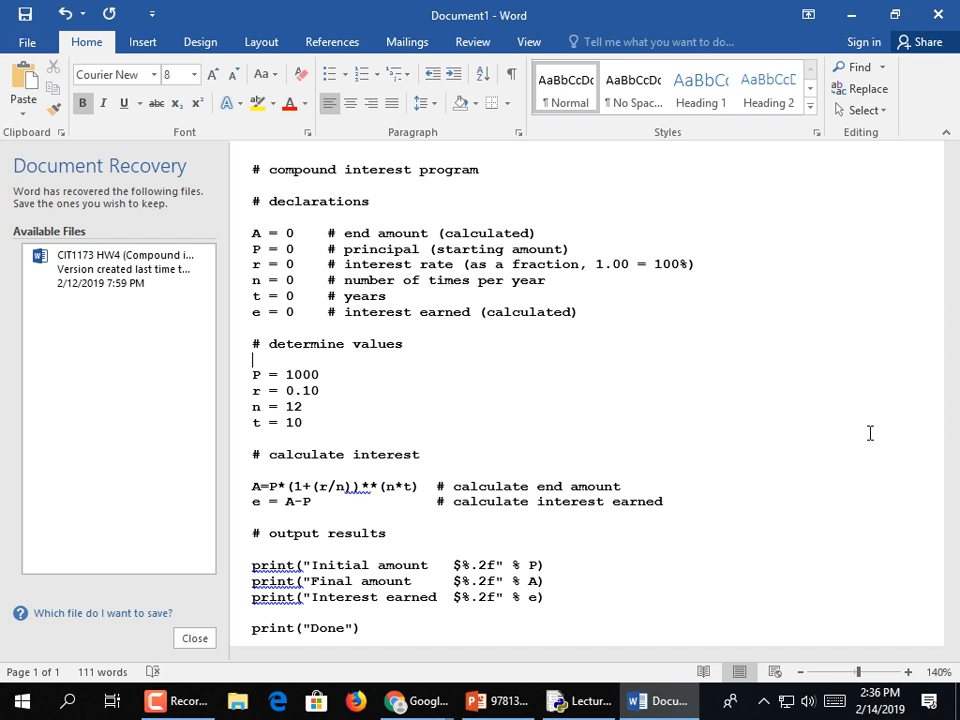 Document1 - Word
File Home Insert Design Layout References Mailings Review View Tell me what you want to do... Sign in Share
Paste
Courier New 8 A A Aa
B I U abc x₂ x² A A
Clipboard Font Paragraph Styles Editing
AaBbCcDc AaBbCcDc AaBbCc AaBbCcD
¶ Normal ¶ No Spac... Heading 1 Heading 2
Find
Replace
Select
Document Recovery
Word has recovered the following files.
Save the ones you wish to keep.
Available Files
CIT1173 HW4 (Compound i...
Version created last time t...
2/12/2019 7:59 PM
Which file do I want to save?
Close
# compound interest program
# declarations
A = 0 # end amount (calculated)
P = 0 # principal (starting amount)
r = 0 # interest rate (as a fraction, 1.00 = 100%)
n = 0 # number of times per year
t = 0 # years
e = 0 # interest earned (calculated)
# determine values
P = 1000
r = 0.10
n = 12
t = 10
# calculate interest
A=P*(1+(r/n))**(n*t) # calculate end amount
e = A-P # calculate interest earned
# output results
print("Initial amount $%.2f" % P)
print("Final amount $%.2f" % A)
print("Interest earned $%.2f" % e)
print("Done")
Page 1 of 1 111 words 140%
Recor... Googl... 97813... Lectur... Docu...
2:36 PM
2/14/2019